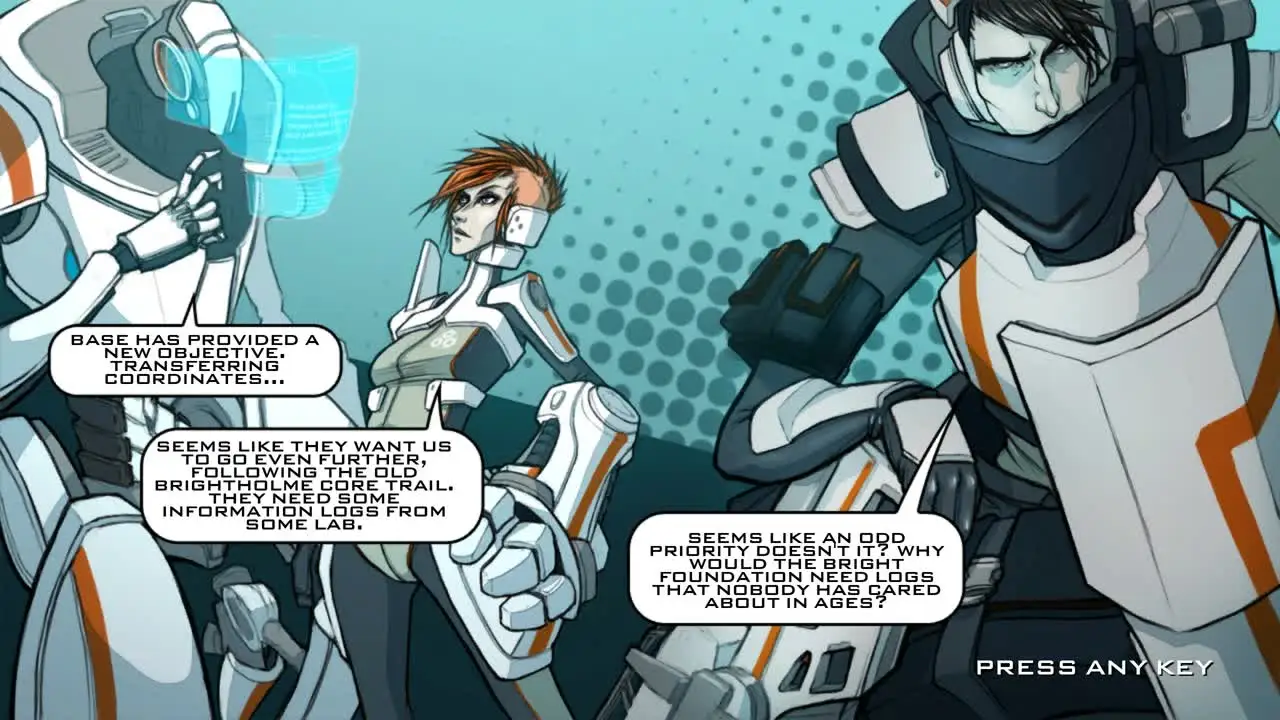 BASE HAS PROVIDED A
NEW OBJECTIVE.
TRANSFERRING
COORDINATES...
SEEMS LIKE THEY WANT US
TO GO EVEN FURTHER,
FOLLOWING THE OLD
BRIGHTHOLME CORE TRAIL.
THEY NEED SOME
INFORMATION LOGS FROM
SOME LAB.
SEEMS LIKE AN ODD
PRIORITY DOESN'T IT? WHY
WOULD THE BRIGHT
FOUNDATION NEED LOGS
THAT NOBODY HAS CARED
ABOUT IN AGES?
PRESS ANY KEY